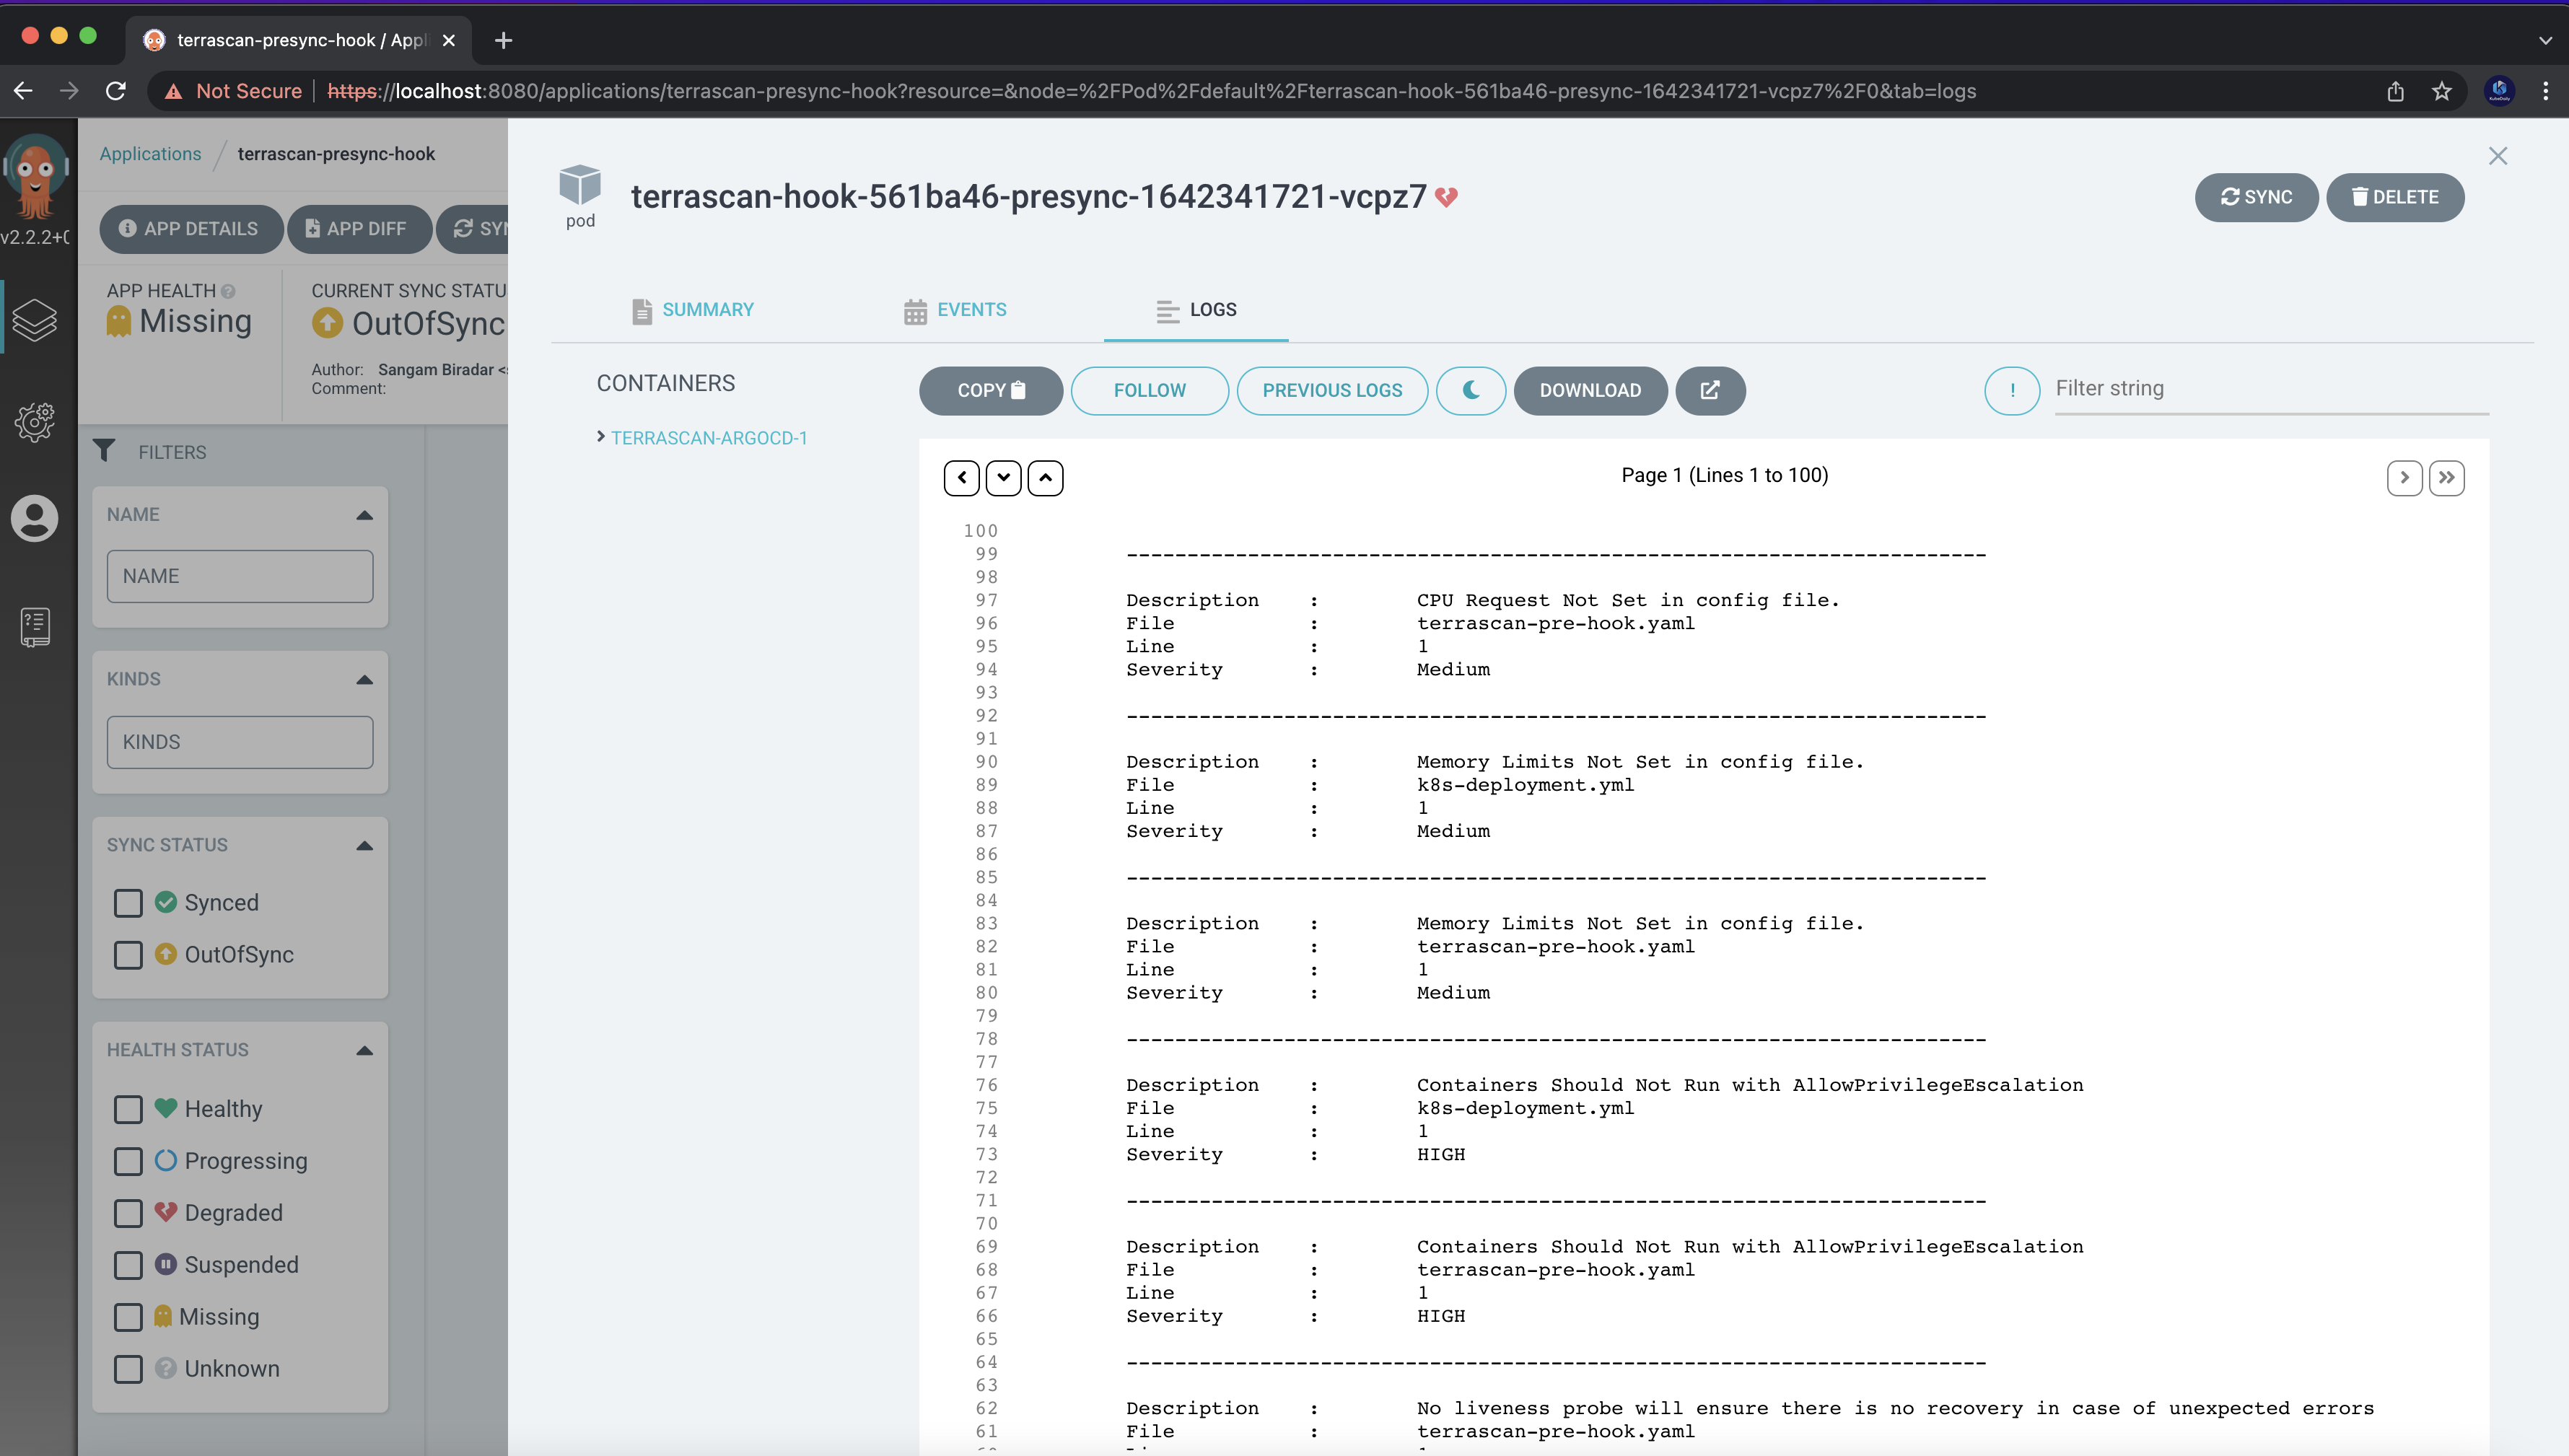 terrascan-presync-hook / Appl
Not Secure
https://localhost:8080/applications/terrascan-presync-hook?resource=&node=%2FPod%2Fdefault%2Fterrascan-hook-561ba46-presync-1642341721-vcpz7%2F0&tab=logs
v2.2.2+0
Applications / terrascan-presync-hook
APP DETAILS
APP DIFF
SYN
APP HEALTH
Missing
CURRENT SYNC STATU
OutOfSync
Author: Sangam Biradar <
Comment:
FILTERS
NAME
NAME
KINDS
KINDS
SYNC STATUS
Synced
OutOfSync
HEALTH STATUS
Healthy
Progressing
Degraded
Suspended
Missing
Unknown
pod
terrascan-hook-561ba46-presync-1642341721-vcpz7
SYNC
DELETE
SUMMARY
EVENTS
LOGS
CONTAINERS
TERRASCAN-ARGOCD-1
COPY
FOLLOW
PREVIOUS LOGS
DOWNLOAD
!
Filter string
Page 1 (Lines 1 to 100)
100
99 -----------------------------------------------------------------------
98
97 Description : CPU Request Not Set in config file.
96 File : terrascan-pre-hook.yaml
95 Line : 1
94 Severity : Medium
93
92 -----------------------------------------------------------------------
91
90 Description : Memory Limits Not Set in config file.
89 File : k8s-deployment.yml
88 Line : 1
87 Severity : Medium
86
85 -----------------------------------------------------------------------
84
83 Description : Memory Limits Not Set in config file.
82 File : terrascan-pre-hook.yaml
81 Line : 1
80 Severity : Medium
79
78 -----------------------------------------------------------------------
77
76 Description : Containers Should Not Run with AllowPrivilegeEscalation
75 File : k8s-deployment.yml
74 Line : 1
73 Severity : HIGH
72
71 -----------------------------------------------------------------------
70
69 Description : Containers Should Not Run with AllowPrivilegeEscalation
68 File : terrascan-pre-hook.yaml
67 Line : 1
66 Severity : HIGH
65
64 -----------------------------------------------------------------------
63
62 Description : No liveness probe will ensure there is no recovery in case of unexpected errors
61 File : terrascan-pre-hook.yaml